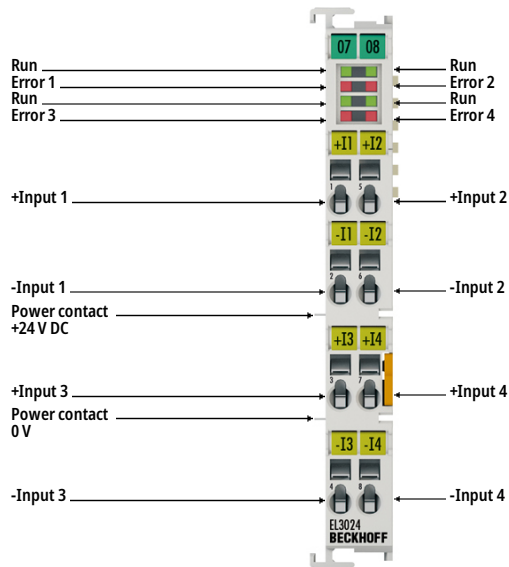 07 08
Run Run
Error 1 Error 2
Run Run
Error 3 Error 4
+I1 +I2
1 5
+Input 1 +Input 2
-I1 -I2
2 6
-Input 1 -Input 2
Power contact
+24 V DC
+I3 +I4
3 7
+Input 3 +Input 4
Power contact
0 V
-I3 -I4
4 8
-Input 3 -Input 4
EL3024
BECKHOFF